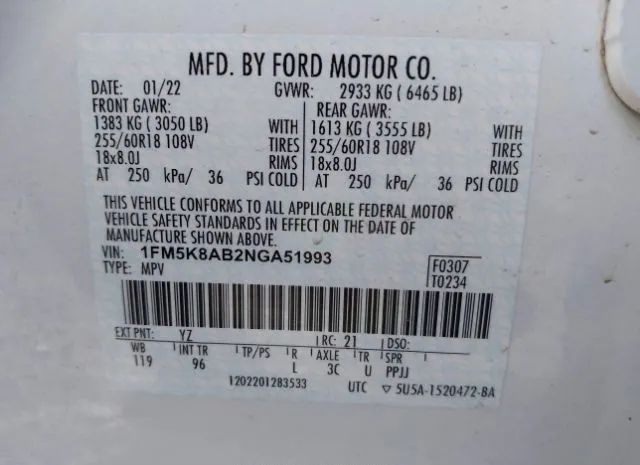 MFD. BY FORD MOTOR CO.
DATE: 01/22 GVWR: 2933 KG ( 6465 LB)
FRONT GAWR: REAR GAWR:
1383 KG ( 3050 LB) WITH 1613 KG ( 3555 LB) WITH
255/60R18 108V TIRES 255/60R18 108V TIRES
18x8.0J RIMS 18x8.0J RIMS
AT 250 kPa/ 36 PSI COLD AT 250 kPa/ 36 PSI COLD
THIS VEHICLE CONFORMS TO ALL APPLICABLE FEDERAL MOTOR
VEHICLE SAFETY STANDARDS IN EFFECT ON THE DATE OF
MANUFACTURE SHOWN ABOVE.
VIN: 1FM5K8AB2NGA51993 F0307
TYPE: MPV T0234
EXT PNT: YZ RC: 21 DSO:
WB INT TR TP/PS R AXLE TR SPR
119 96 L 3C U PPJJ
1202201283533 UTC ▽ 5U5A-1520472-BA